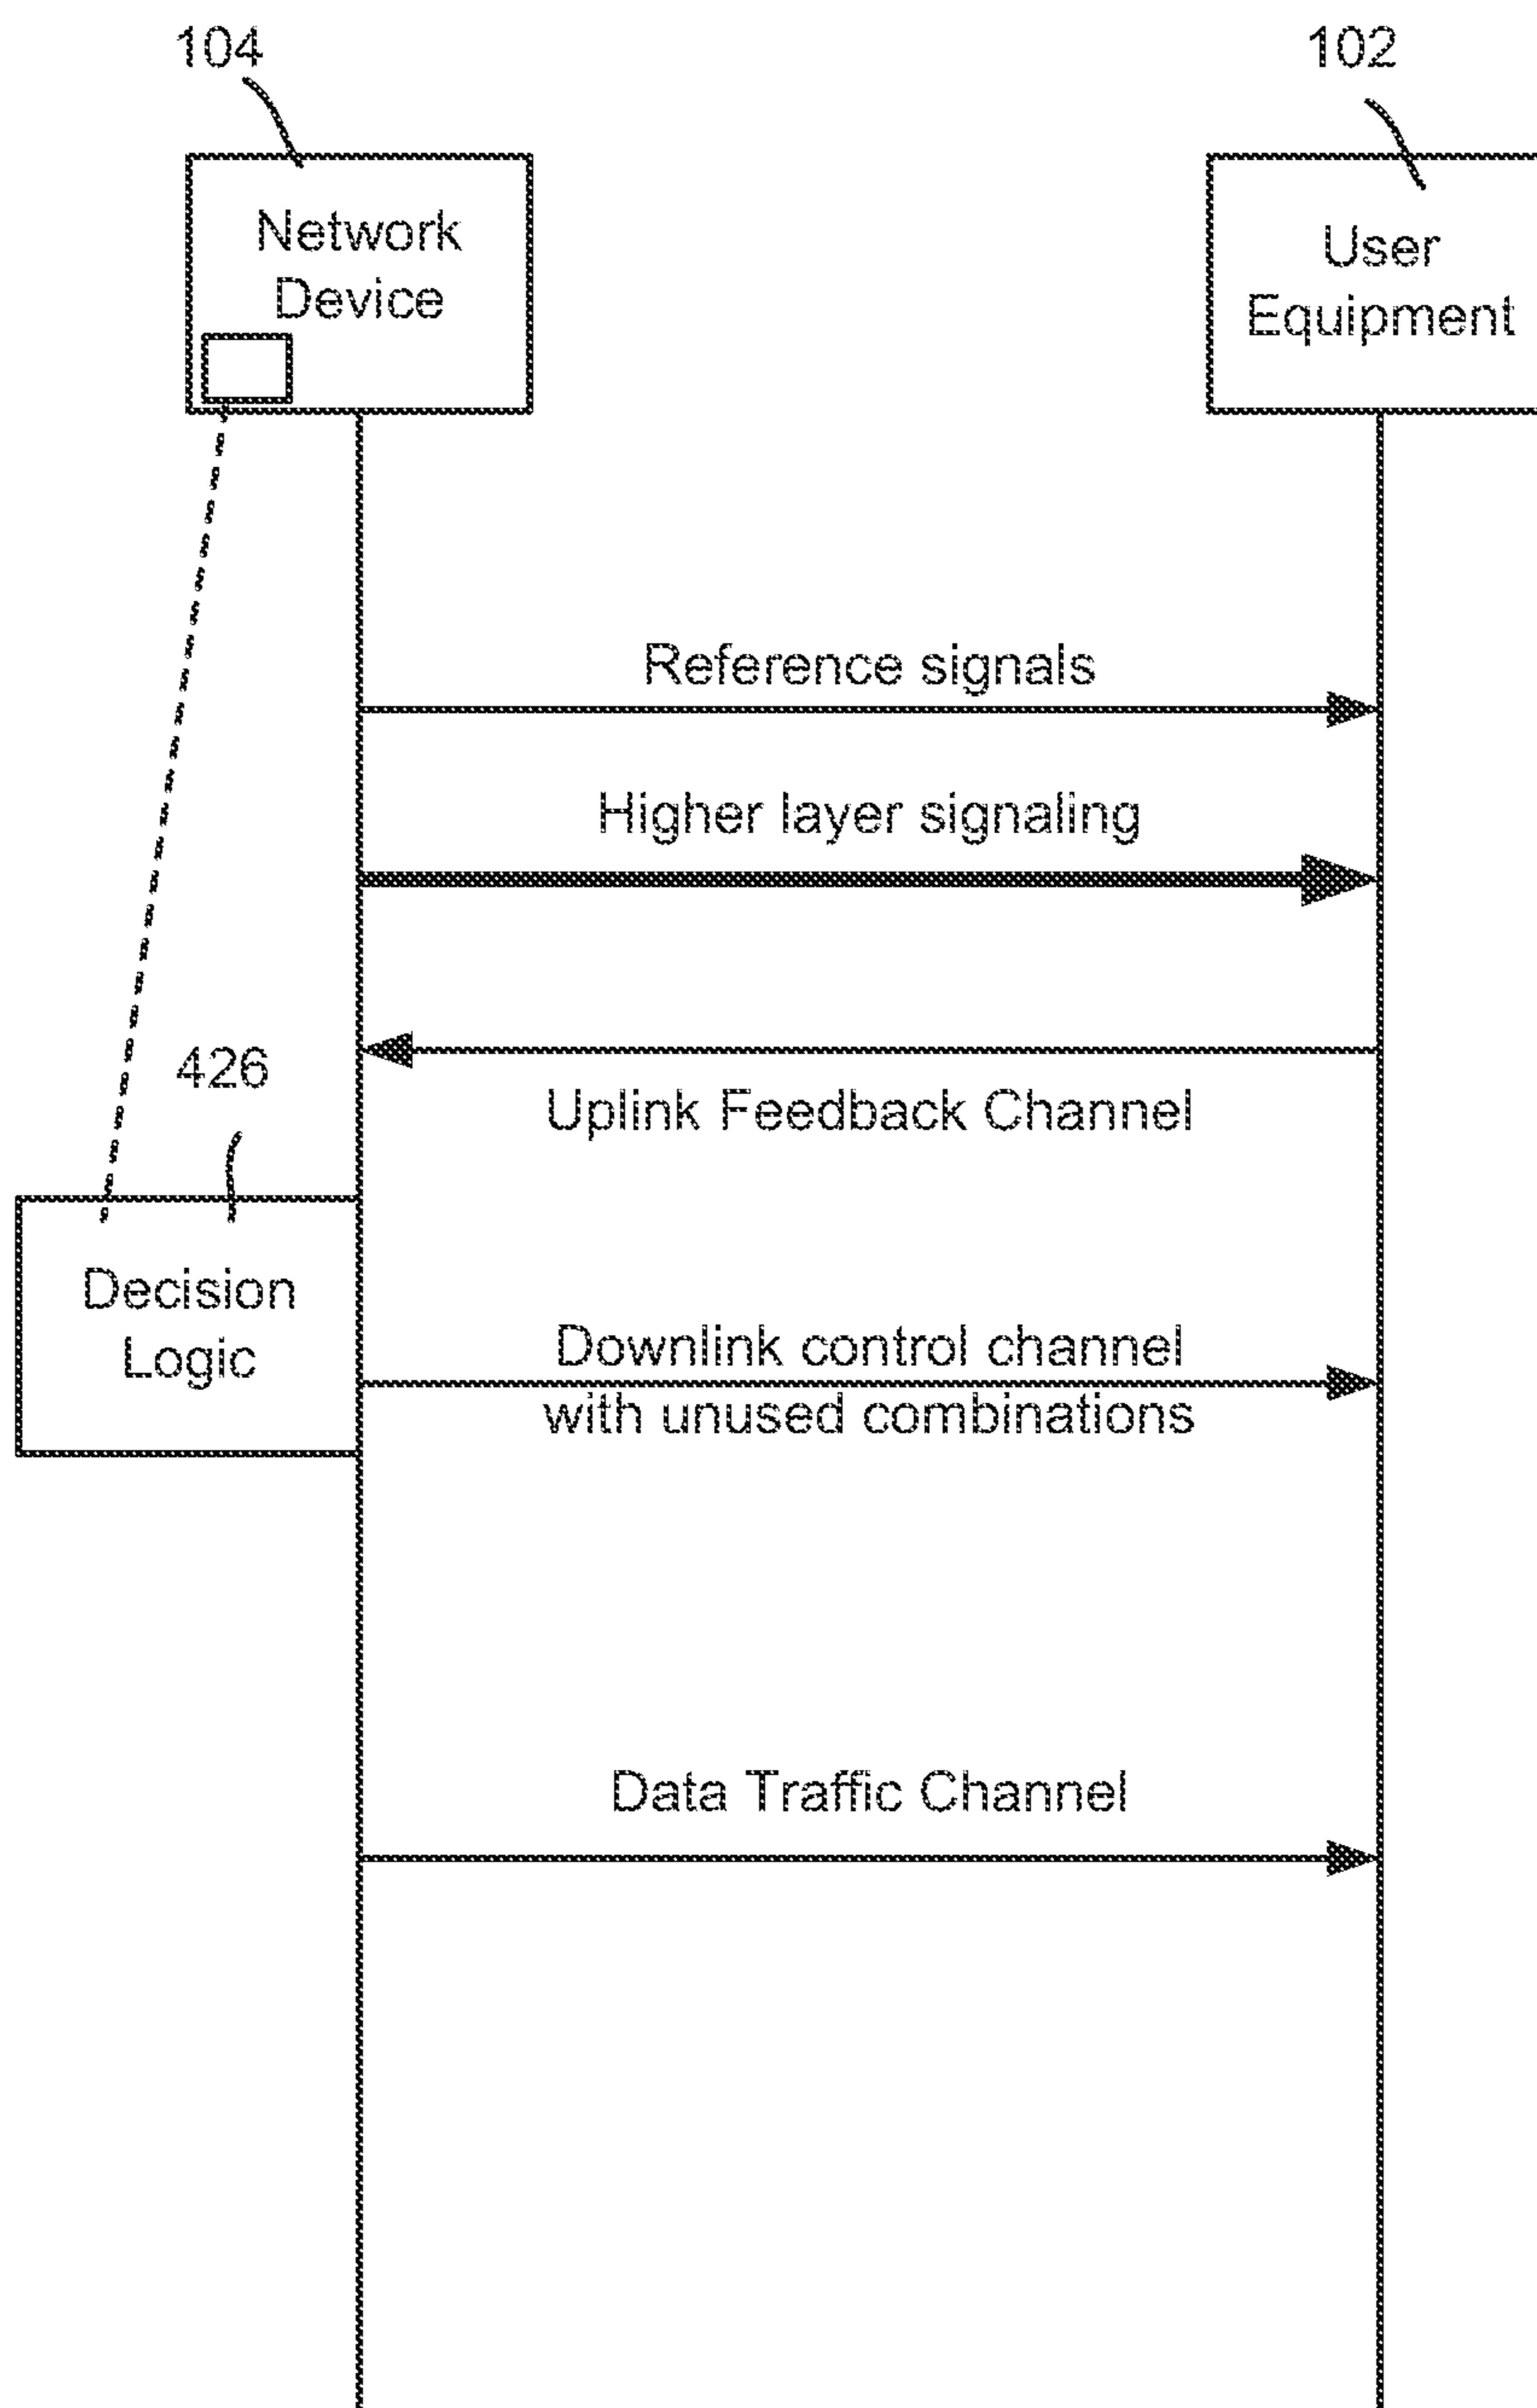 104
102
Network
Device
User
Equipment
Reference signals
Higher layer signaling
426
Uplink Feedback Channel
Decision
Logic
Downlink control channel
with unused combinations
Data Traffic Channel